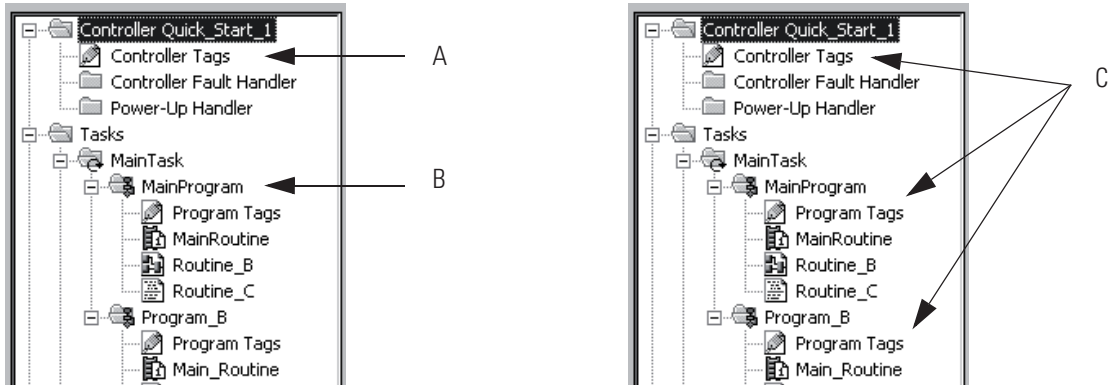 Controller Quick_Start_1
Controller Tags
Controller Fault Handler
Power-Up Handler
Tasks
MainTask
MainProgram
Program Tags
MainRoutine
Routine_B
Routine_C
Program_B
Program Tags
Main_Routine
A
B
Controller Quick_Start_1
Controller Tags
Controller Fault Handler
Power-Up Handler
Tasks
MainTask
MainProgram
Program Tags
MainRoutine
Routine_B
Routine_C
Program_B
Program Tags
Main_Routine
C